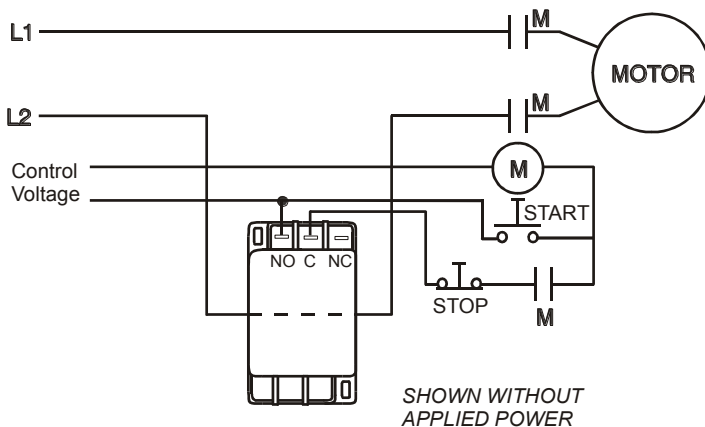 L1
M
MOTOR
L2
M
Control
Voltage
M
START
NO C NC
STOP
M
SHOWN WITHOUT
APPLIED POWER